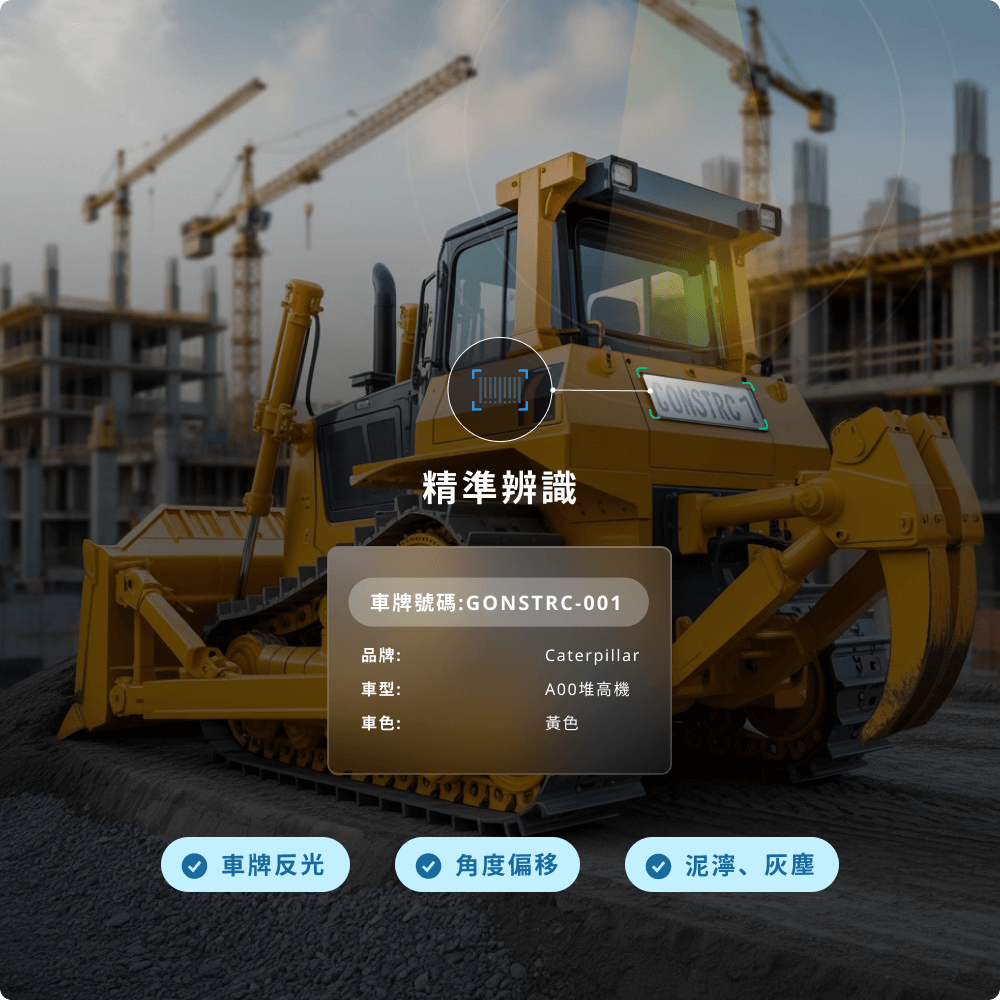 GONSTRC 1
精準辨識
車牌號碼:GONSTRC-001
品牌: Caterpillar
車型: A00堆高機
車色: 黃色
車牌反光 角度偏移 泥濘、灰塵